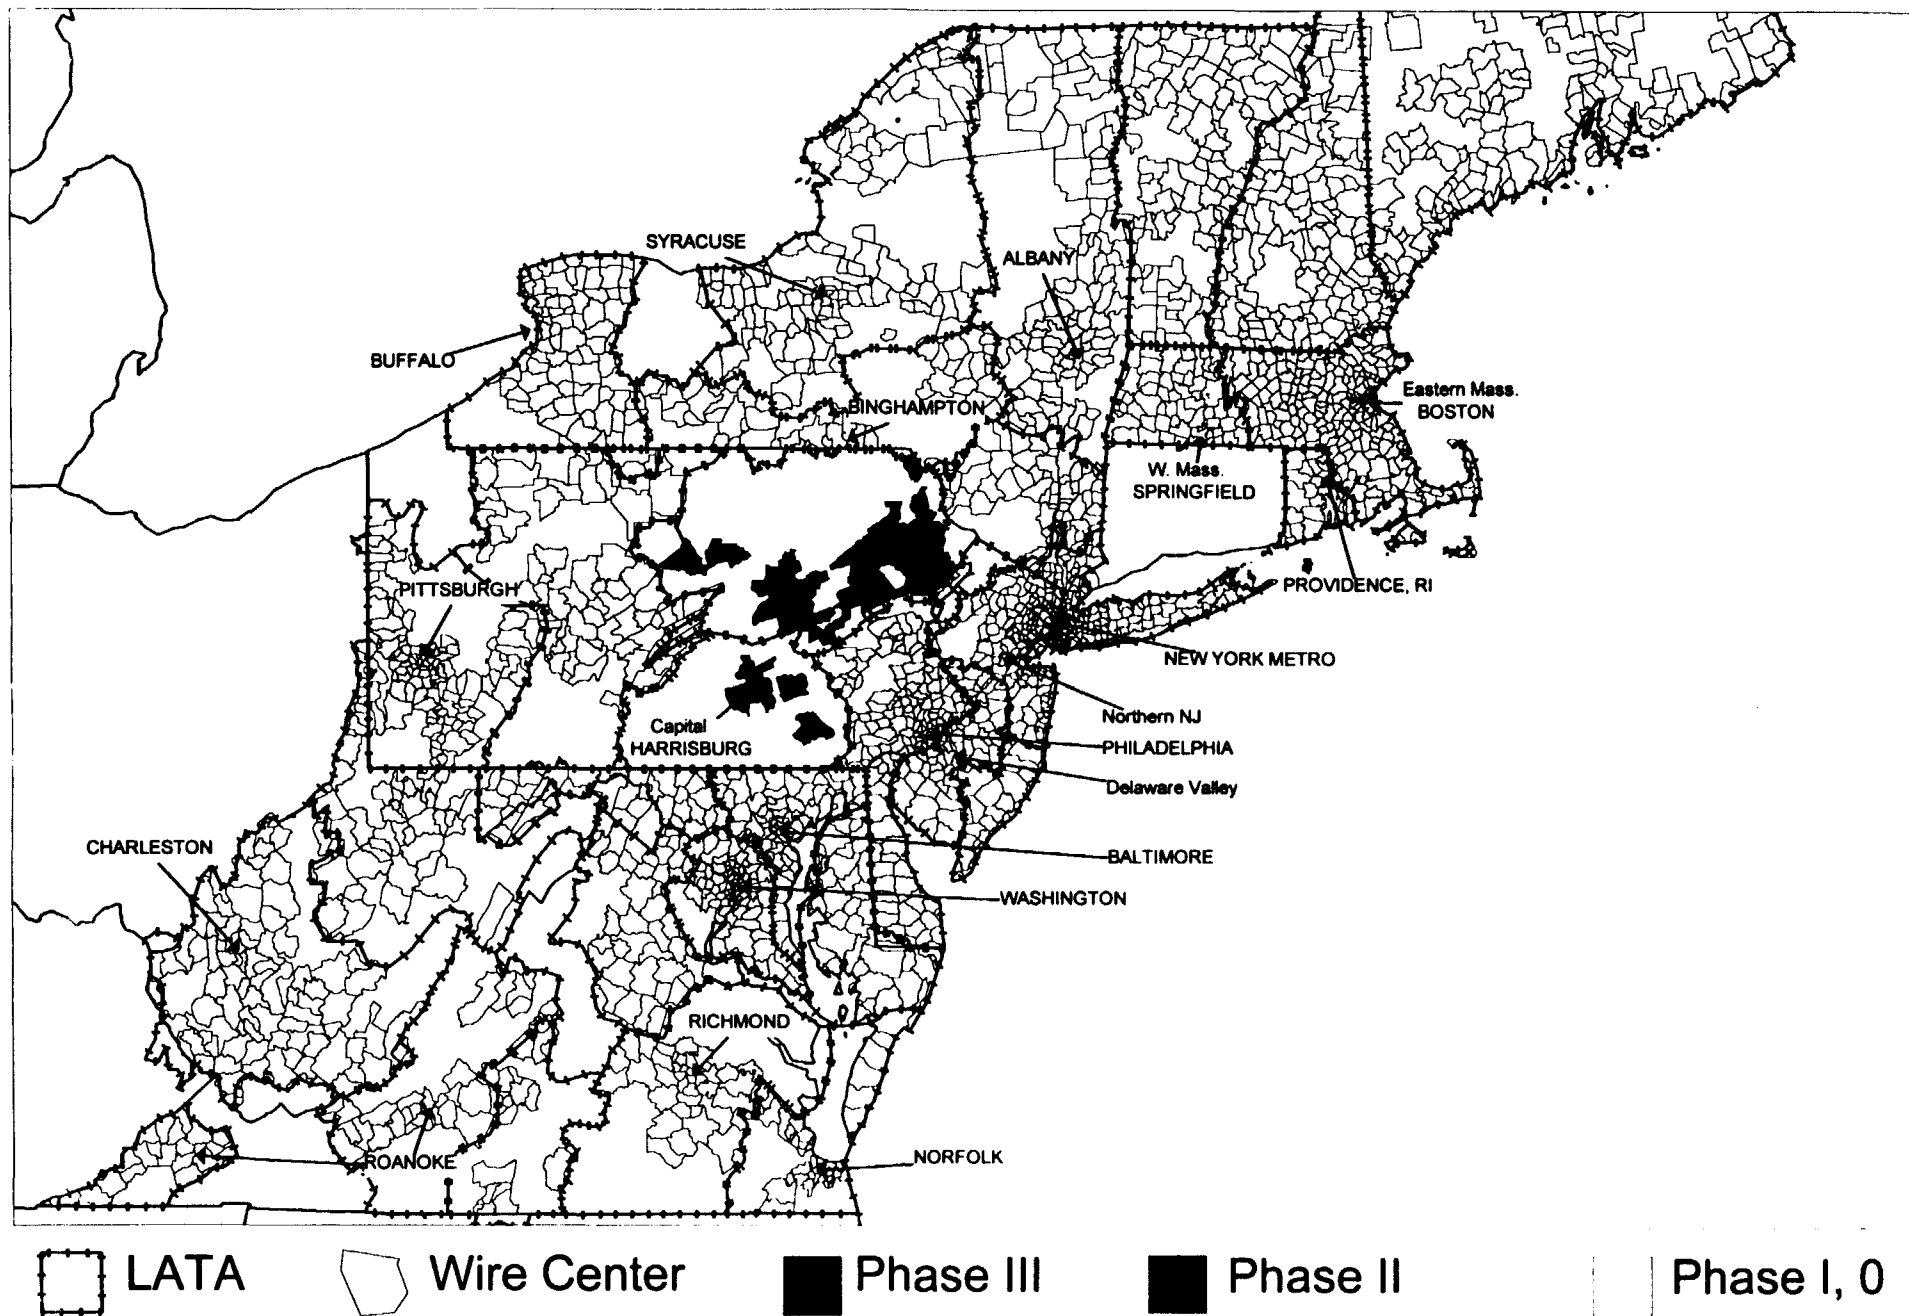 SYRACUSE
ALBANY
BUFFALO
BINGHAMPTON
Eastern Mass.
BOSTON
W. Mass.
SPRINGFIELD
PITTSBURGH
PROVIDENCE, RI
NEW YORK METRO
Northern NJ
Capital
HARRISBURG
PHILADELPHIA
Delaware Valley
CHARLESTON
BALTIMORE
WASHINGTON
RICHMOND
ROANOKE
NORFOLK
LATA
Wire Center
Phase III
Phase II
Phase I, 0